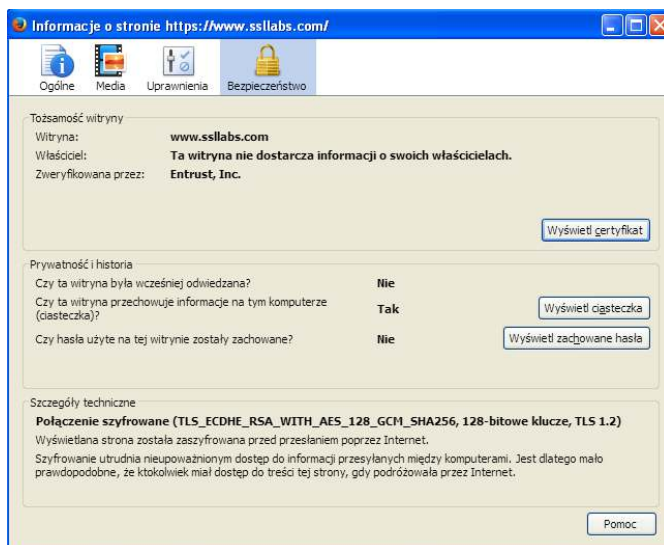 Informacje o stronie https://www.ssllabs.com/
Ogólne Media Uprawnienia Bezpieczeństwo
Tożsamość witryny
Witryna: www.ssllabs.com
Właściciel: Ta witryna nie dostarcza informacji o swoich właścicielach.
Zweryfikowana przez: Entrust, Inc.
Wyświetl certyfikat
Prywatność i historia
Czy ta witryna była wcześniej odwiedzana? Nie
Czy ta witryna przechowuje informacje na tym komputerze
(ciasteczka)? Tak Wyświetl ciasteczka
Czy hasła użyte na tej witrynie zostały zachowane? Nie Wyświetl zachowane hasła
Szczegóły techniczne
Połączenie szyfrowane (TLS_ECDHE_RSA_WITH_AES_128_GCM_SHA256, 128-bitowe klucze, TLS 1.2)
Wyświetlana strona została zaszyfrowana przed przesłaniem poprzez Internet.
Szyfrowanie utrudnia nieupoważnionym dostęp do informacji przesyłanych między komputerami. Jest dlatego mało
prawdopodobne, że ktokolwiek miał dostęp do treści tej strony, gdy podróżowała przez Internet.
Pomoc